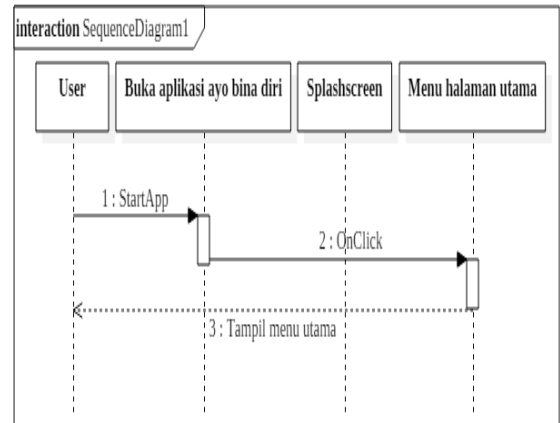 interaction SequenceDiagram1
User
Buka aplikasi ayo bina diri
Splashscreen
Menu halaman utama
1 : StartApp
2 : OnClick
3 : Tampil menu utama